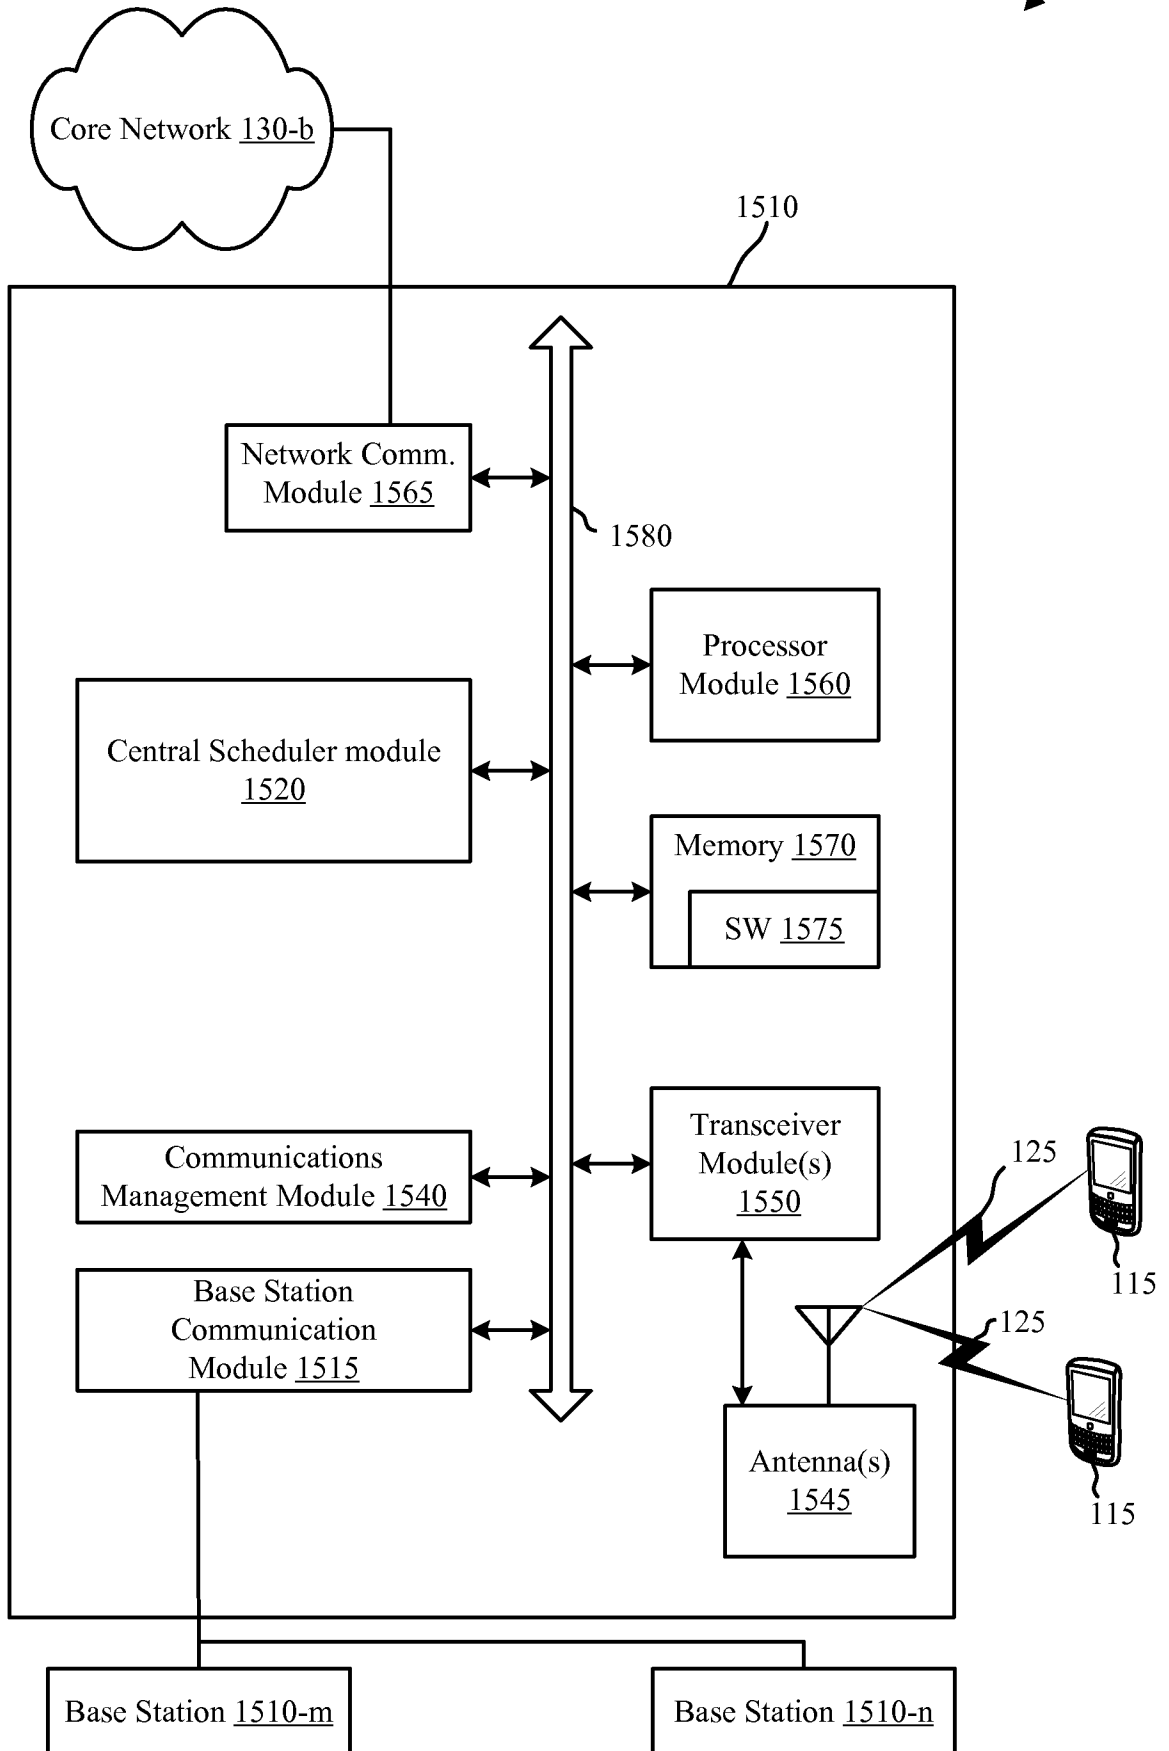 Core Network 130-b
1510
Network Comm.
Module 1565
1580
Processor
Module 1560
Central Scheduler module
1520
Memory 1570
SW 1575
Transceiver
Module(s)
1550
Communications
Management Module 1540
125
115
Base Station
Communication
Module 1515
125
115
Antenna(s)
1545
Base Station 1510-m
Base Station 1510-n